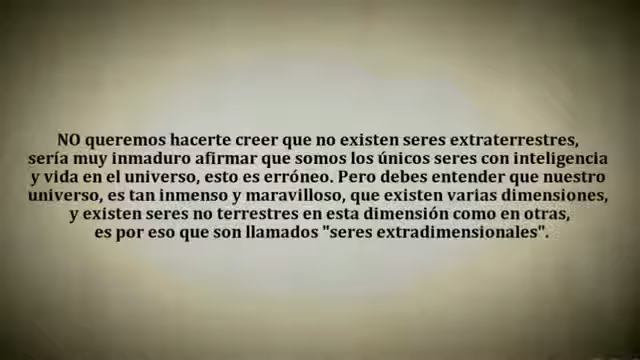 NO queremos hacerte creer que no existen seres extraterrestres,
sería muy inmaduro afirmar que somos los únicos seres con inteligencia
y vida en el universo, esto es erróneo. Pero debes entender que nuestro
universo, es tan inmenso y maravilloso, que existen varias dimensiones,
y existen seres no terrestres en esta dimensión como en otras,
es por eso que son llamados "seres extradimensionales".